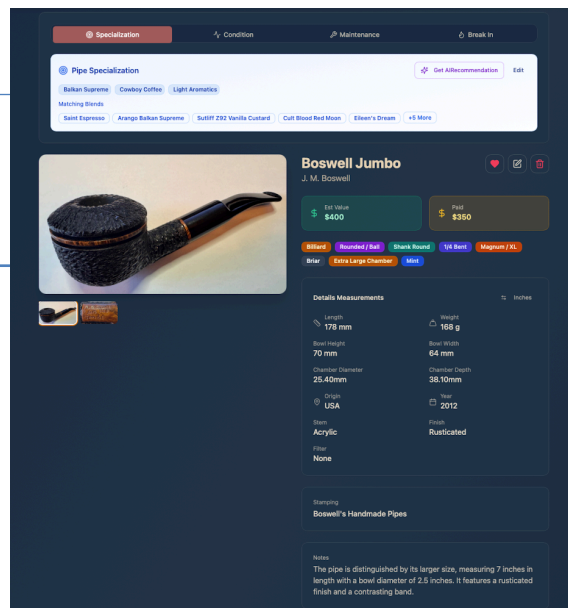 Specialization
Condition
Maintenance
Break In
Pipe Specialization
Get AIRecommendation
Edit
Balkan Supreme
Cowboy Coffee
Light Aromatics
Matching Blends
Saint Espresso
Arango Balkan Supreme
Sutliff Z92 Vanilla Custard
Cult Blood Red Moon
Eileen's Dream
+5 More
Boswell Jumbo
J. M. Boswell
$ Est Value
$400
$ Paid
$350
Billiard
Rounded / Ball
Shank Round
1/4 Bent
Magnum / XL
Briar
Extra Large Chamber
Mint
Details Measurements
Inches
Length
178 mm
Weight
168 g
Bowl Height
70 mm
Bowl Width
64 mm
Chamber Diameter
25.40mm
Chamber Depth
38.10mm
Origin
USA
Year
2012
Stem
Acrylic
Finish
Rusticated
Filter
None
Stamping
Boswell's Handmade Pipes
Notes
The pipe is distinguished by its larger size, measuring 7 inches in
length with a bowl diameter of 2.5 inches. It features a rusticated
finish and a contrasting band.